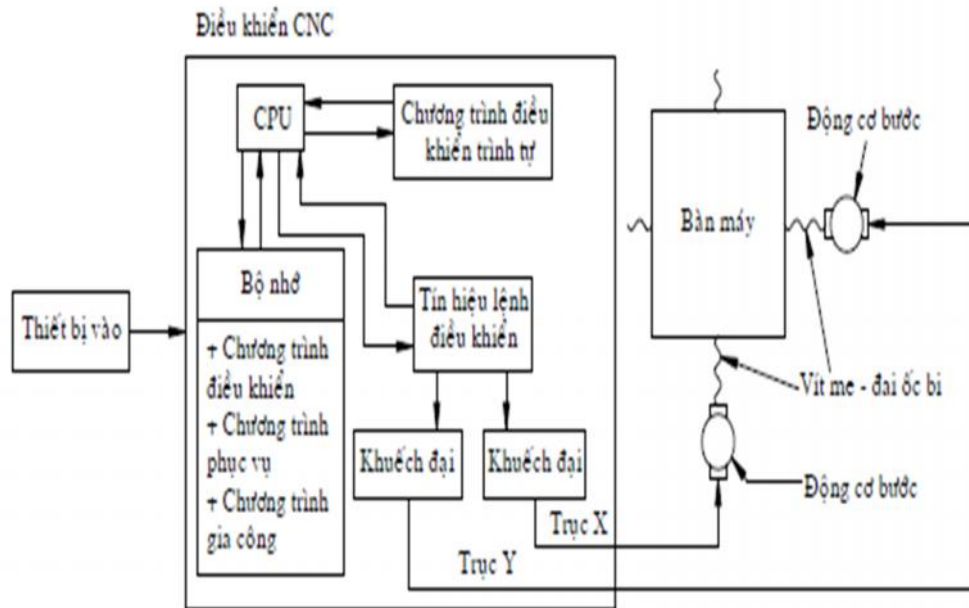 Điều khiển CNC
CPU
Chương trình điều
khiển trình tự
Động cơ bước
Bàn máy
Bộ nhớ
Thiết bị vào
+ Chương trình
điều khiển
+ Chương trình
phục vụ
+ Chương trình
gia công
Tín hiệu lệnh
điều khiển
Vít me - đai ốc bi
Khuếch đại
Khuếch đại
Động cơ bước
Trục X
Trục Y